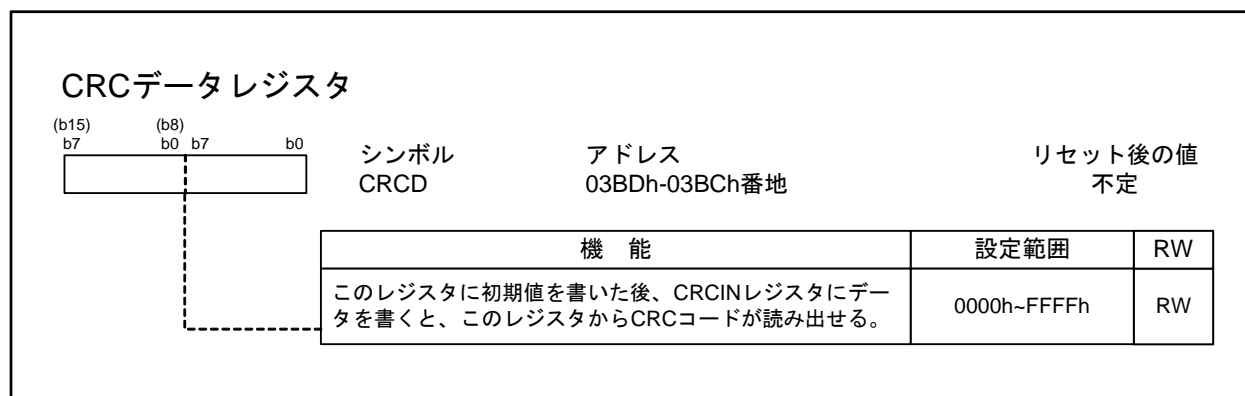 CRCデータレジスタ
(b15) (b8)
b7 b0 b7 b0
シンボル アドレス リセット後の値
CRCD 03BDh-03BCh番地 不定
機 能 設定範囲 RW
このレジスタに初期値を書いた後、CRCINレジスタにデー
タを書くと、このレジスタからCRCコードが読み出せる。
0000h~FFFFh RW